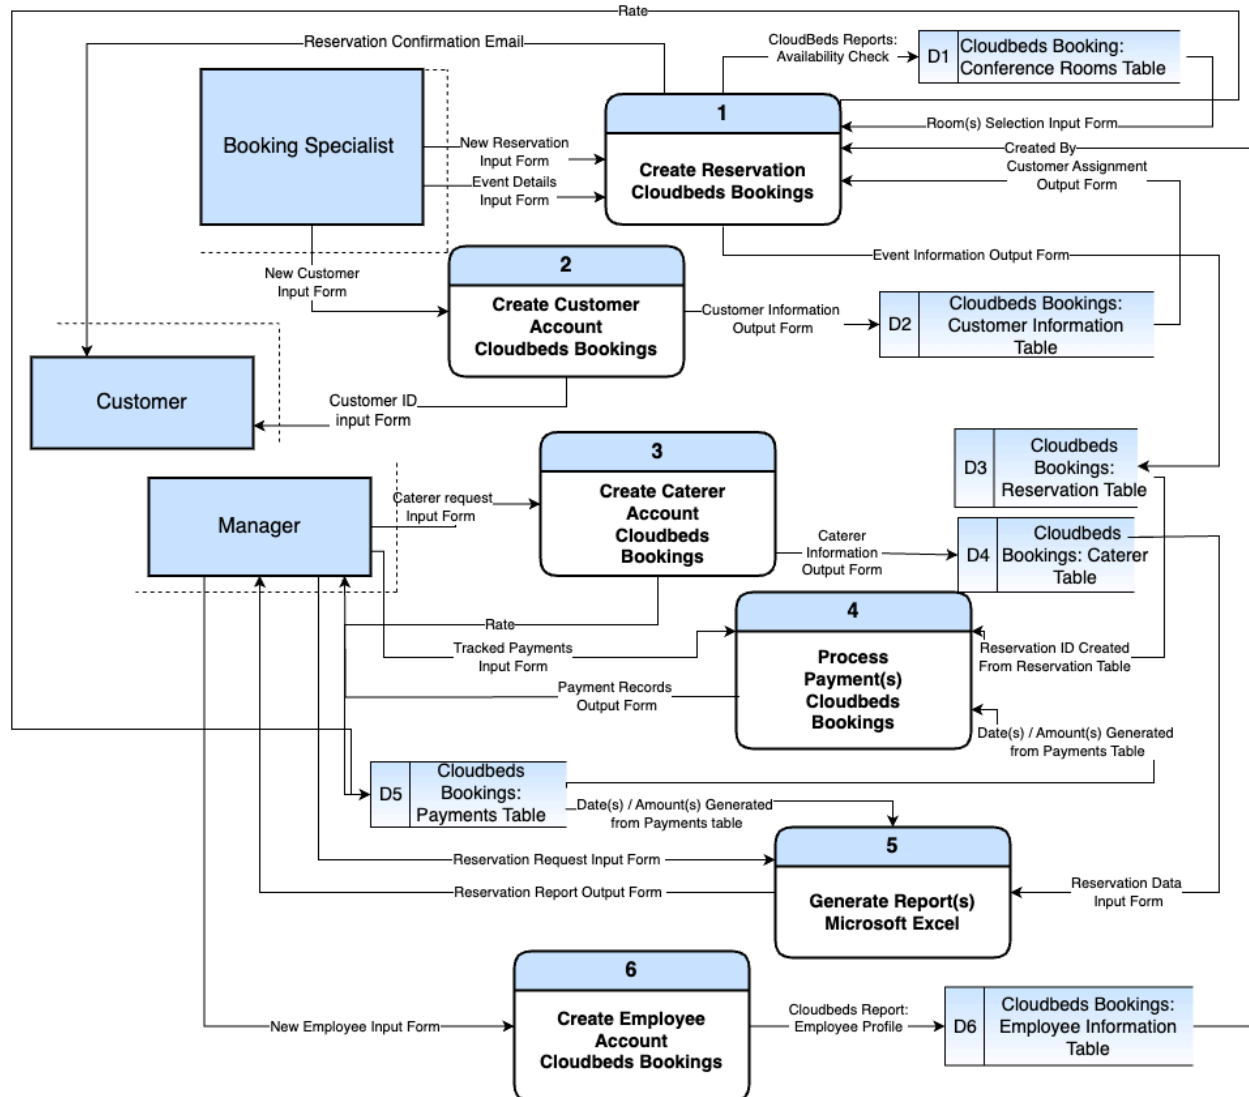 Rate
Reservation Confirmation Email
CloudBeds Reports:
Availability Check
D1
Cloudbeds Booking:
Conference Rooms Table
Booking Specialist
1
Create Reservation
Cloudbeds Bookings
New Reservation
Input Form
Event Details
Input Form
Room(s) Selection Input Form
Created By
Customer Assignment
Output Form
Event Information Output Form
New Customer
Input Form
2
Create Customer
Account
Cloudbeds Bookings
Customer Information
Output Form
D2
Cloudbeds Bookings:
Customer Information
Table
Customer
Customer ID
input Form
3
Create Caterer
Account
Cloudbeds
Bookings
D3
Cloudbeds
Bookings:
Reservation Table
Manager
Caterer request
Input Form
Caterer
Information
Output Form
D4
Cloudbeds
Bookings: Caterer
Table
Rate
4
Process
Payment(s)
Cloudbeds
Bookings
Tracked Payments
Input Form
Reservation ID Created
From Reservation Table
Payment Records
Output Form
Date(s) / Amount(s) Generated
from Payments Table
D5
Cloudbeds
Bookings:
Payments Table
Date(s) / Amount(s) Generated
from Payments table
5
Generate Report(s)
Microsoft Excel
Reservation Request Input Form
Reservation Report Output Form
Reservation Data
Input Form
6
Create Employee
Account
Cloudbeds Bookings
New Employee Input Form
Cloudbeds Report:
Employee Profile
D6
Cloudbeds Bookings:
Employee Information
Table